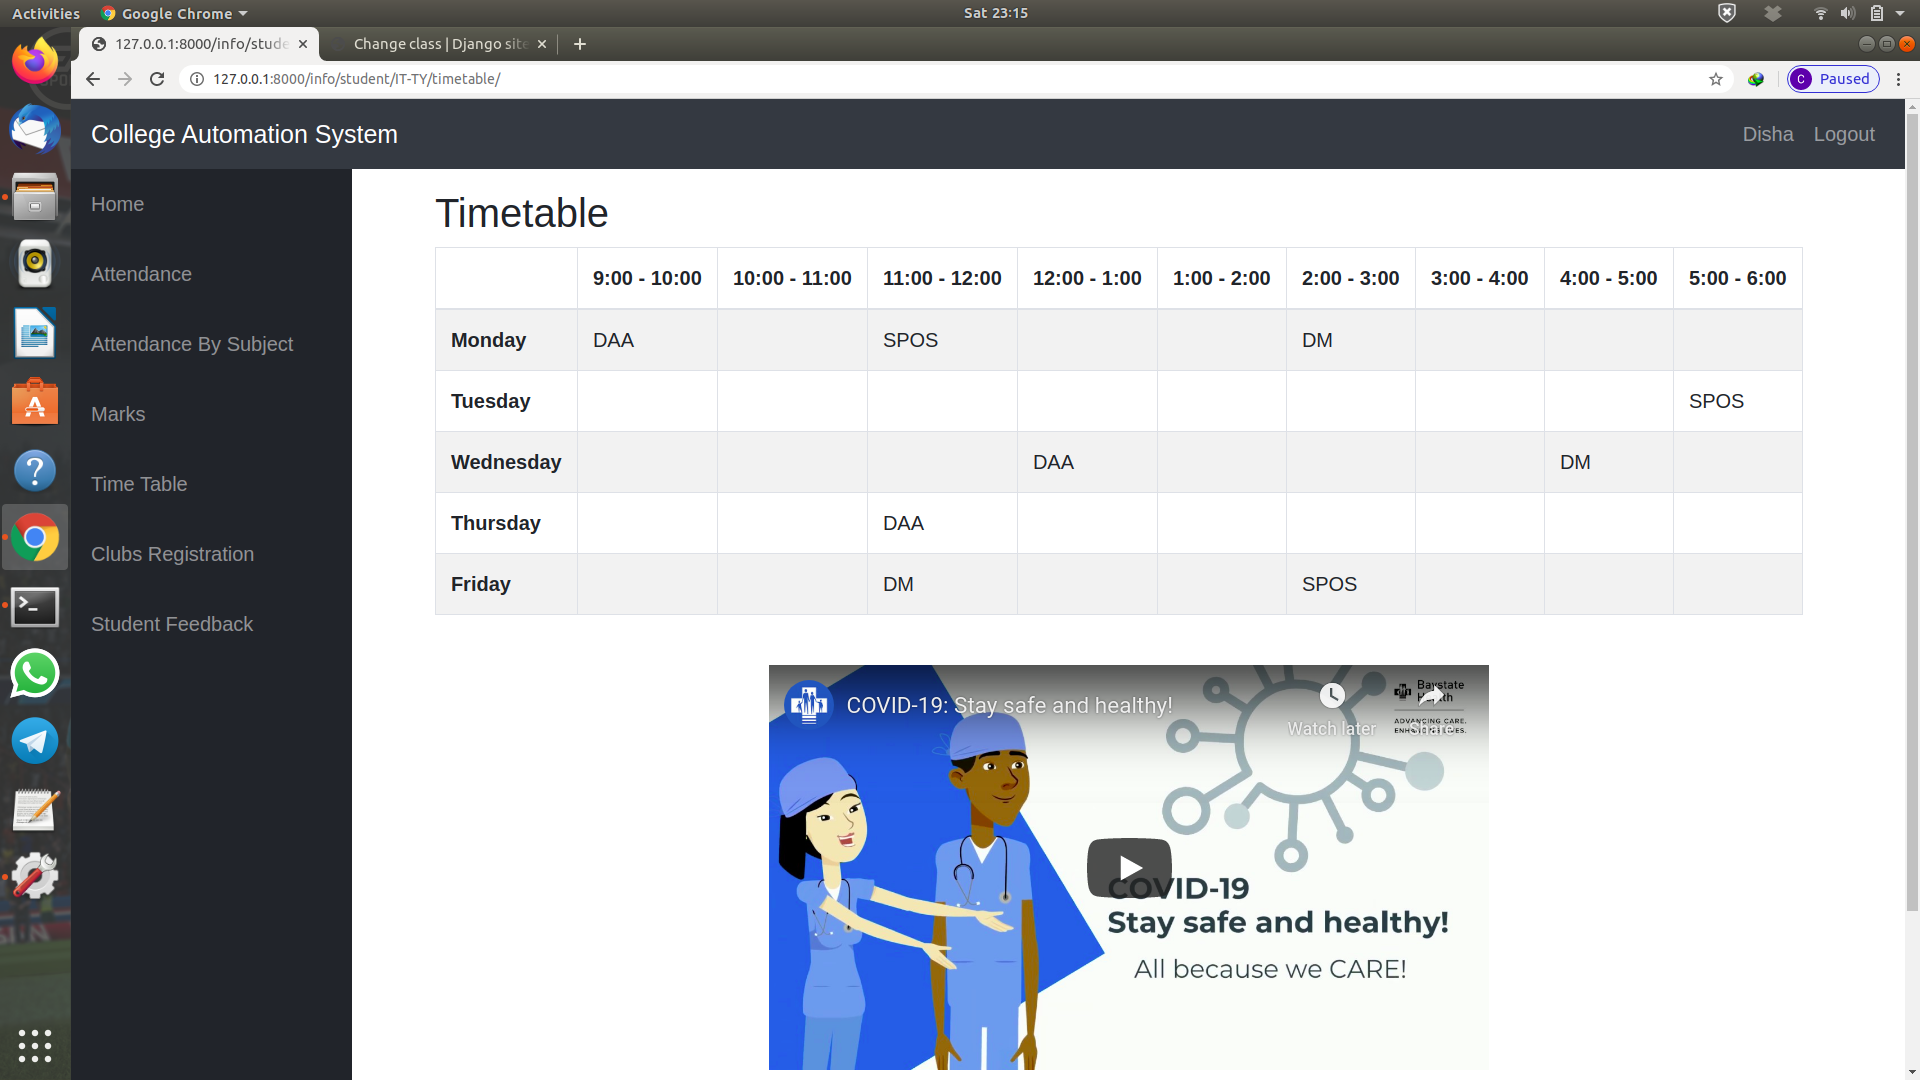 Activities Google Chrome Sat 23:15
127.0.0.1:8000/info/stude Change class | Django site
127.0.0.1:8000/info/student/IT-TY/timetable/ C Paused
College Automation System Disha Logout
Home
Attendance
Attendance By Subject
Marks
Time Table
Clubs Registration
Student Feedback
Timetable
9:00 - 10:00 10:00 - 11:00 11:00 - 12:00 12:00 - 1:00 1:00 - 2:00 2:00 - 3:00 3:00 - 4:00 4:00 - 5:00 5:00 - 6:00
Monday DAA SPOS DM
Tuesday SPOS
Wednesday DAA DM
Thursday DAA
Friday DM SPOS
COVID-19: Stay safe and healthy!
Watch later Share
Baystate
Health
ADVANCING CARE.
COVID-19
Stay safe and healthy!
All because we CARE!